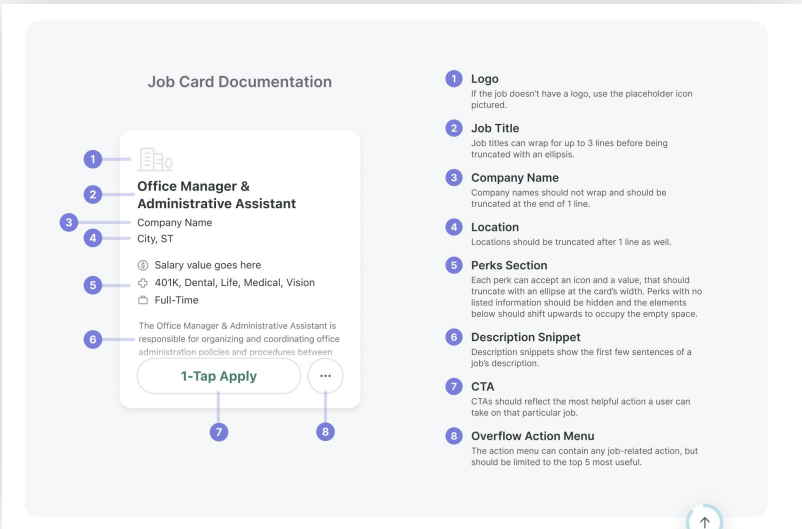 Job Card Documentation
1
2
3
4
5
6
7
8
Office Manager &
Administrative Assistant
Company Name
City, ST
Salary value goes here
401K, Dental, Life, Medical, Vision
Full-Time
The Office Manager & Administrative Assistant is
responsible for organizing and coordinating office
administration policies and procedures between
1-Tap Apply
1 Logo
If the job doesn't have a logo, use the placeholder icon
pictured.
2 Job Title
Job titles can wrap for up to 3 lines before being
truncated with an ellipsis.
3 Company Name
Company names should not wrap and should be
truncated at the end of 1 line.
4 Location
Locations should be truncated after 1 line as well.
5 Perks Section
Each perk can accept an icon and a value, that should
truncate with an ellipse at the card's width. Perks with no
listed information should be hidden and the elements
below should shift upwards to occupy the empty space.
6 Description Snippet
Description snippets show the first few sentences of a
job's description.
7 CTA
CTAs should reflect the most helpful action a user can
take on that particular job.
8 Overflow Action Menu
The action menu can contain any job-related action, but
should be limited to the top 5 most useful.